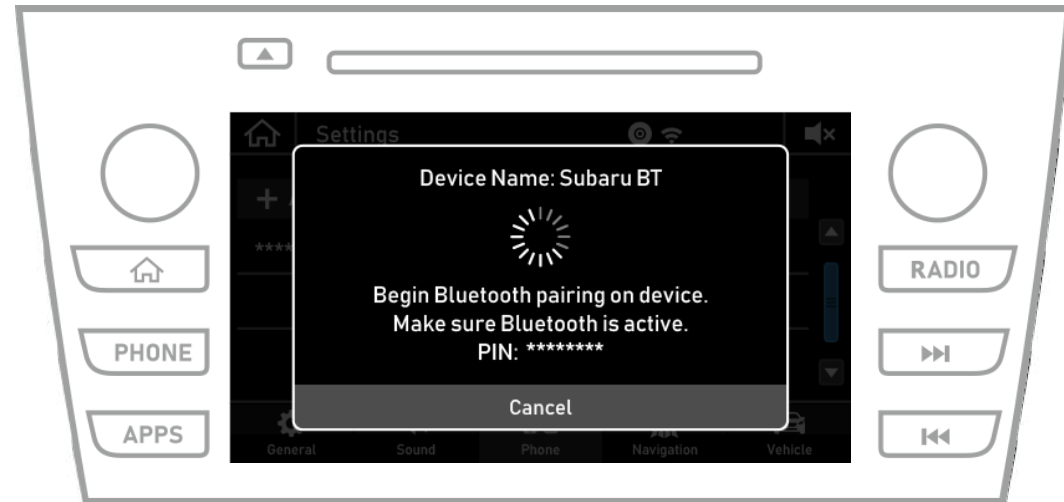 Settings
Device Name: Subaru BT
+
****
Begin Bluetooth pairing on device.
Make sure Bluetooth is active.
PIN: ********
Cancel
General
Sound
Phone
Navigation
Vehicle
PHONE
APPS
RADIO